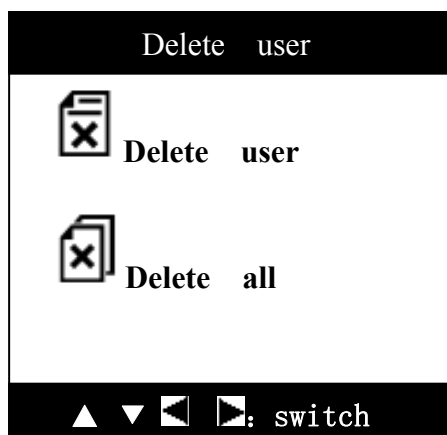 Delete user
Delete user
Delete all
▲ ▼ ◀ ▶: switch